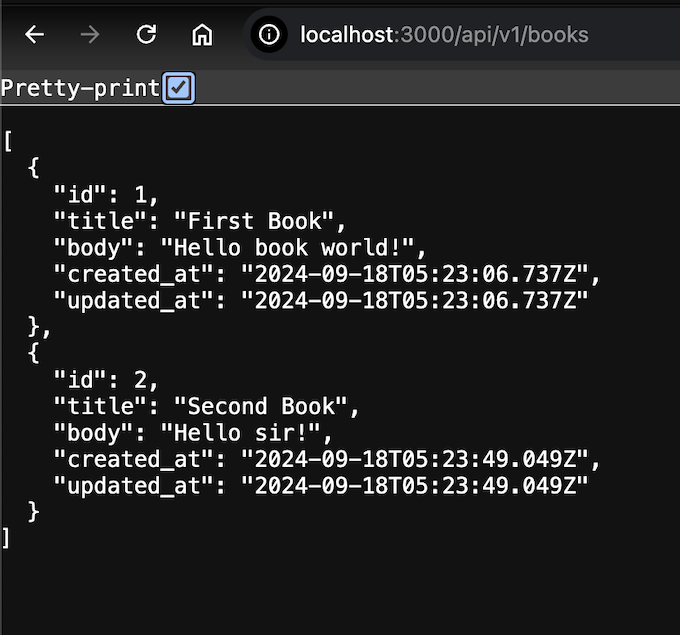 localhost:3000/api/v1/books
Pretty-print
[
  {
    "id": 1,
    "title": "First Book",
    "body": "Hello book world!",
    "created_at": "2024-09-18T05:23:06.737Z",
    "updated_at": "2024-09-18T05:23:06.737Z"
  },
  {
    "id": 2,
    "title": "Second Book",
    "body": "Hello sir!",
    "created_at": "2024-09-18T05:23:49.049Z",
    "updated_at": "2024-09-18T05:23:49.049Z"
  }
]